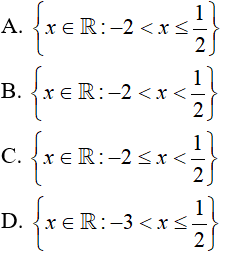 A. {x ∈ ℝ : −2 < x ≤ 1/2}
B. {x ∈ ℝ : −2 < x < 1/2}
C. {x ∈ ℝ : −2 ≤ x < 1/2}
D. {x ∈ ℝ : −3 < x ≤ 1/2}